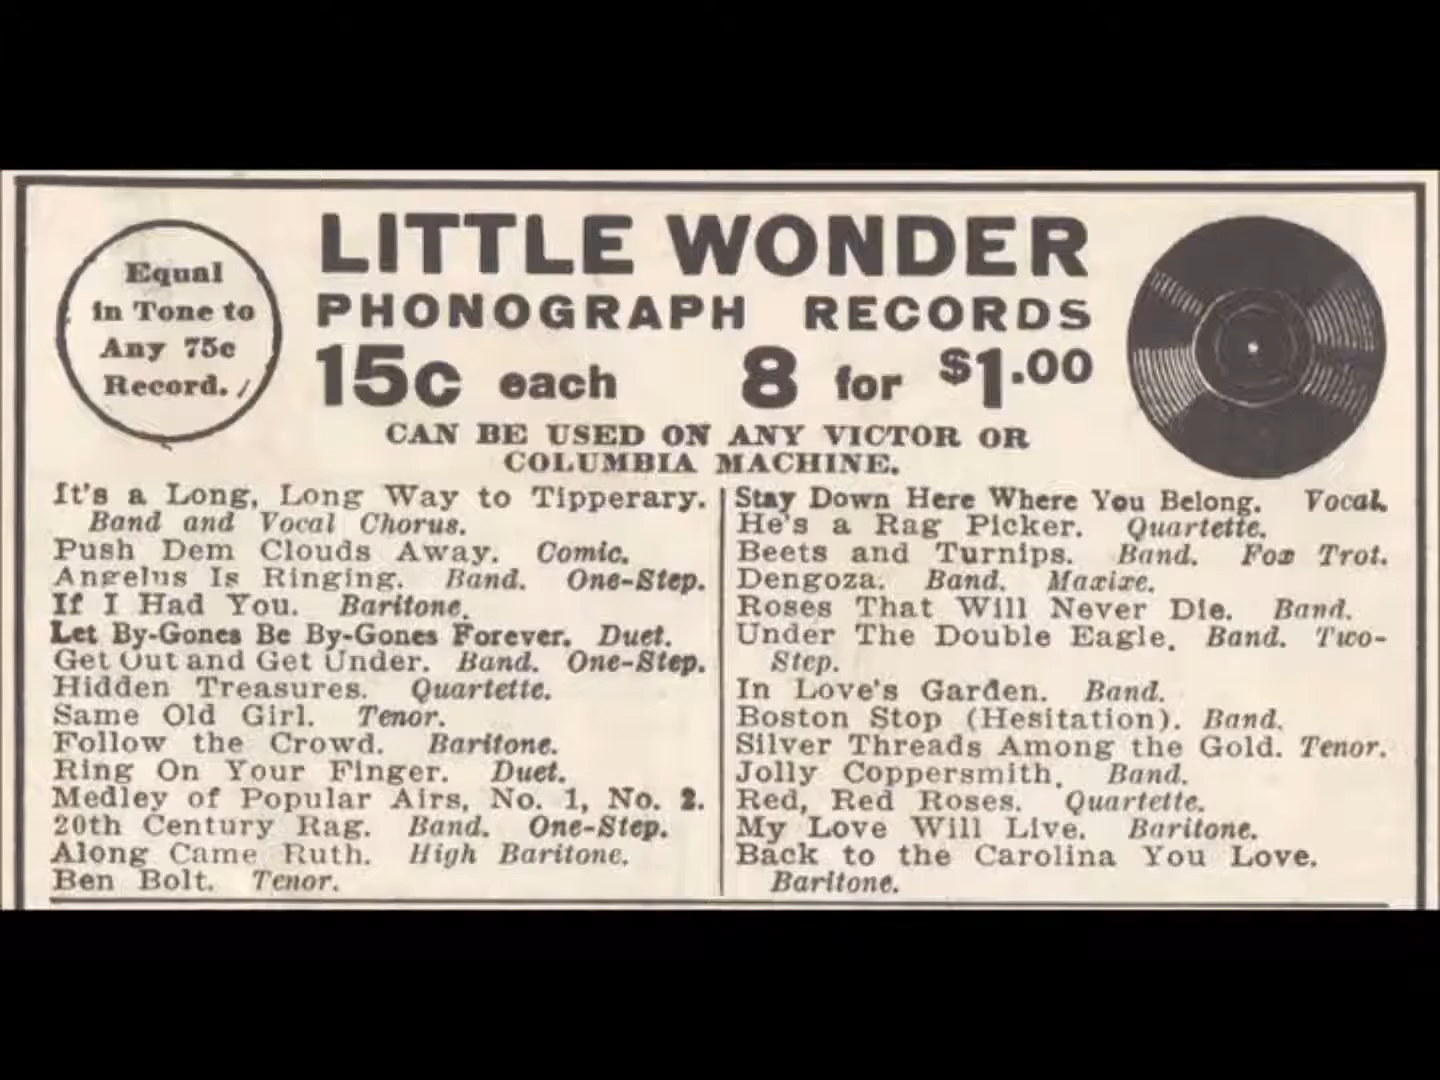 Equal
in Tone to
Any 75c
Record.
LITTLE WONDER
PHONOGRAPH RECORDS
15c each 8 for $1.00
CAN BE USED ON ANY VICTOR OR
COLUMBIA MACHINE.
It's a Long, Long Way to Tipperary.
Band and Vocal Chorus.
Push Dem Clouds Away. Comic.
Angelus Is Ringing. Band. One-Step.
If I Had You. Baritone.
Let By-Gones Be By-Gones Forever. Duet.
Get Out and Get Under. Band. One-Step.
Hidden Treasures. Quartette.
Same Old Girl. Tenor.
Follow the Crowd. Baritone.
Ring On Your Finger. Duet.
Medley of Popular Airs, No. 1, No. 2.
20th Century Rag. Band. One-Step.
Along Came Ruth. High Baritone.
Ben Bolt. Tenor.
Stay Down Here Where You Belong. Vocal.
He's a Rag Picker. Quartette.
Beets and Turnips. Band. Fox Trot.
Dengoza. Band. Maxixe.
Roses That Will Never Die. Band.
Under The Double Eagle. Band. Two-
Step.
In Love's Garden. Band.
Boston Stop (Hesitation). Band.
Silver Threads Among the Gold. Tenor.
Jolly Coppersmith. Band.
Red, Red Roses. Quartette.
My Love Will Live. Baritone.
Back to the Carolina You Love.
Baritone.